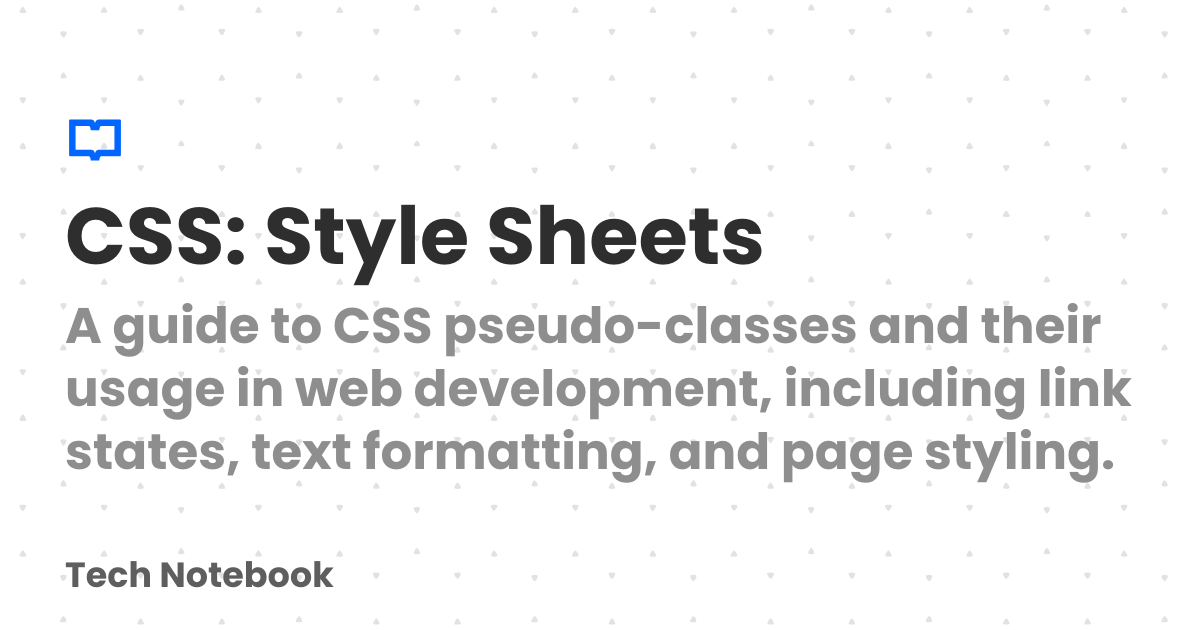 CSS: Style Sheets
A guide to CSS pseudo-classes and their
usage in web development, including link
states, text formatting, and page styling.
Tech Notebook